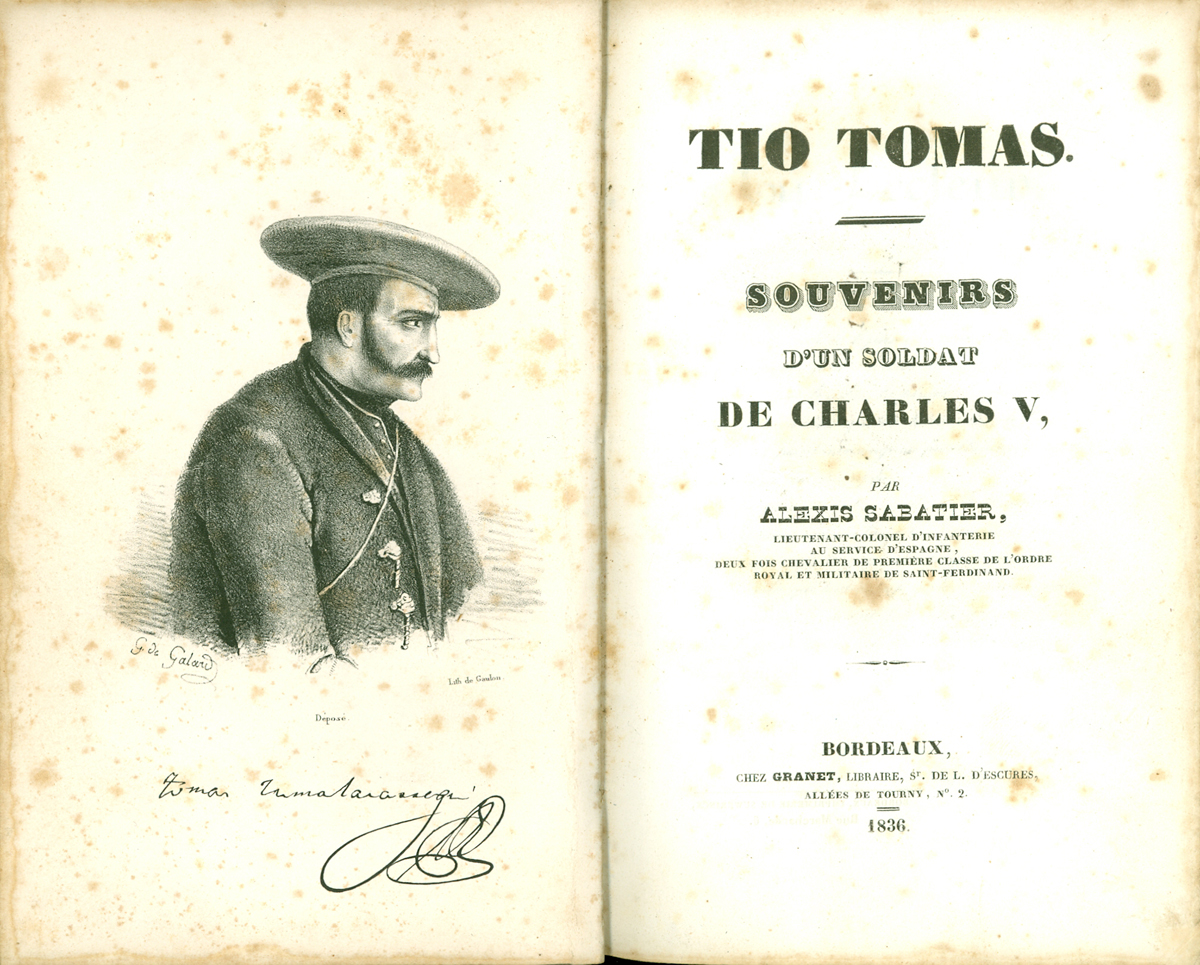 G. de Galard
Lith de Gaulon.
Déposé.
tomas zumalacarregui
TIO TOMAS.
SOUVENIRS
D'UN SOLDAT
DE CHARLES V,
PAR
ALEXIS SABATIER,
LIEUTENANT-COLONEL D'INFANTERIE
AU SERVICE D'ESPAGNE,
DEUX FOIS CHEVALIER DE PREMIÈRE CLASSE DE L'ORDRE
ROYAL ET MILITAIRE DE SAINT-FERDINAND.
BORDEAUX,
CHEZ GRANET, LIBRAIRE, Sr. DE L. D'ESCURES,
ALLÉES DE TOURNY, No. 2.
1836.